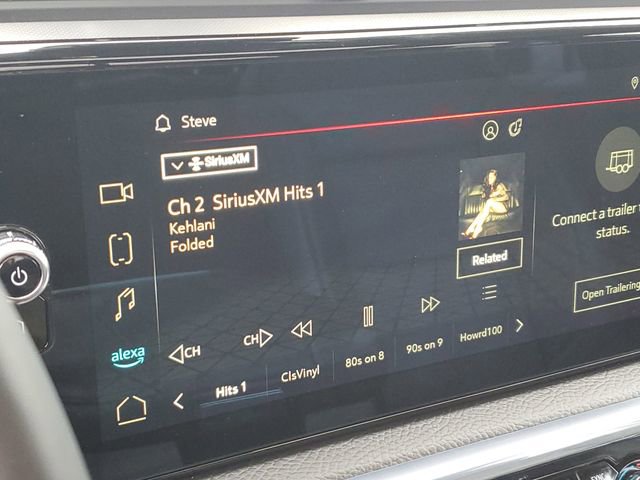 Steve
SiriusXM
Ch 2 SiriusXM Hits 1
Kehlani
Folded
Related
Connect a trailer
status.
Open Trailering
alexa
CH
CH
Hits 1
ClsVinyl
80s on 8
90s on 9
Howrd100
SYNC